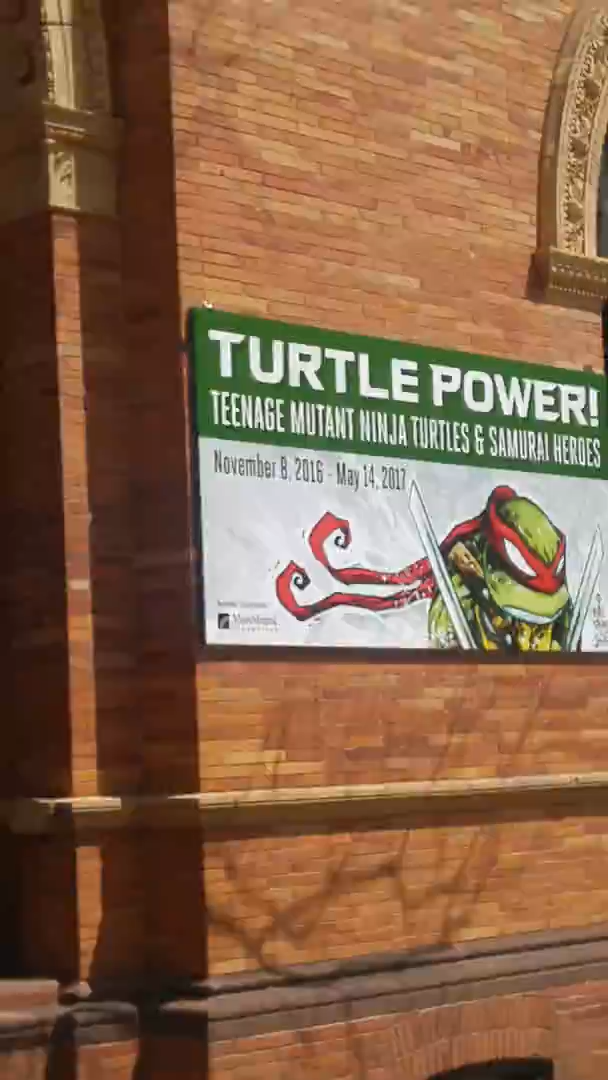 TURTLE POWER!
TEENAGE MUTANT NINJA TURTLES & SAMURAI HEROES
November 8, 2016 - May 14, 2017